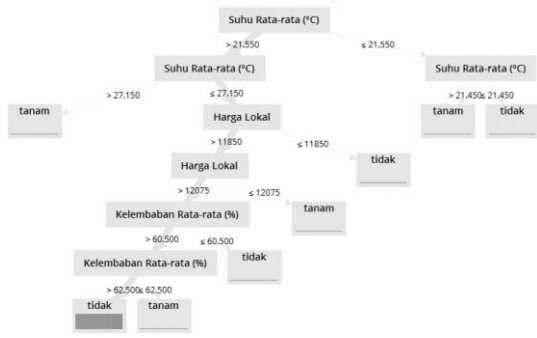 Suhu Rata-rata (°C)
> 21.550
≤ 21.550
Suhu Rata-rata (°C)
Suhu Rata-rata (°C)
> 27.150
≤ 27.150
> 21.450
≤ 21.450
tanam
Harga Lokal
tanam
tidak
> 11850
≤ 11850
Harga Lokal
tidak
> 12075
≤ 12075
Kelembaban Rata-rata (%)
tanam
> 60.500
≤ 60.500
Kelembaban Rata-rata (%)
tidak
> 62.500
≤ 62.500
tidak
tanam